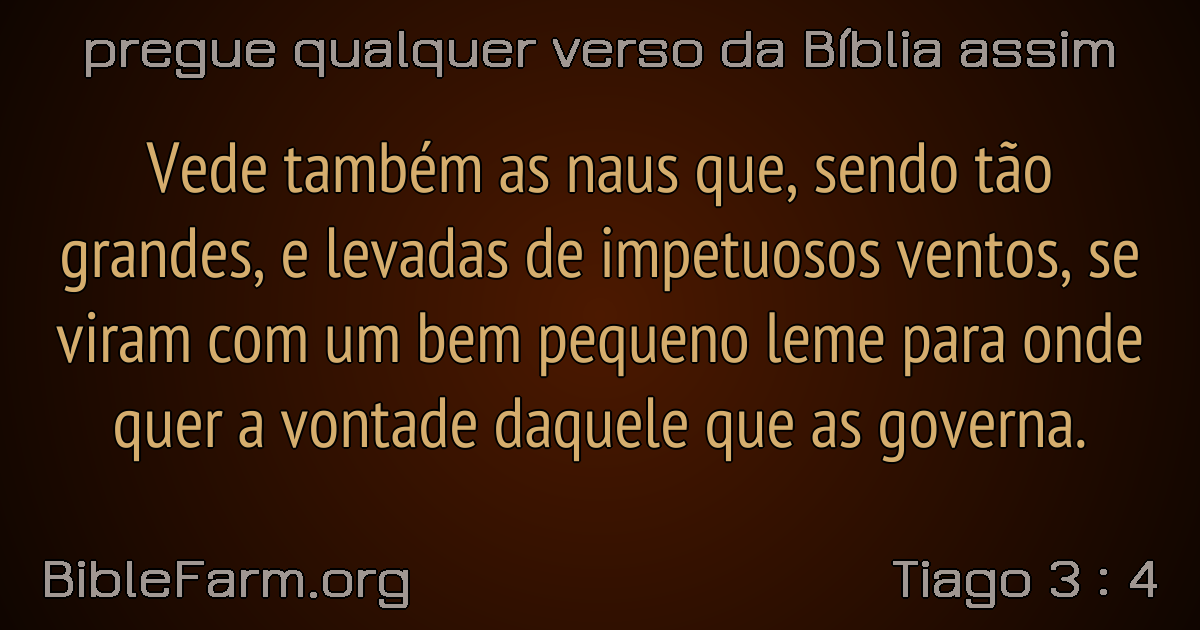 pregue qualquer verso da Bíblia assim
Vede também as naus que, sendo tão
grandes, e levadas de impetuosos ventos, se
viram com um bem pequeno leme para onde
quer a vontade daquele que as governa.
BibleFarm.org
Tiago 3 : 4